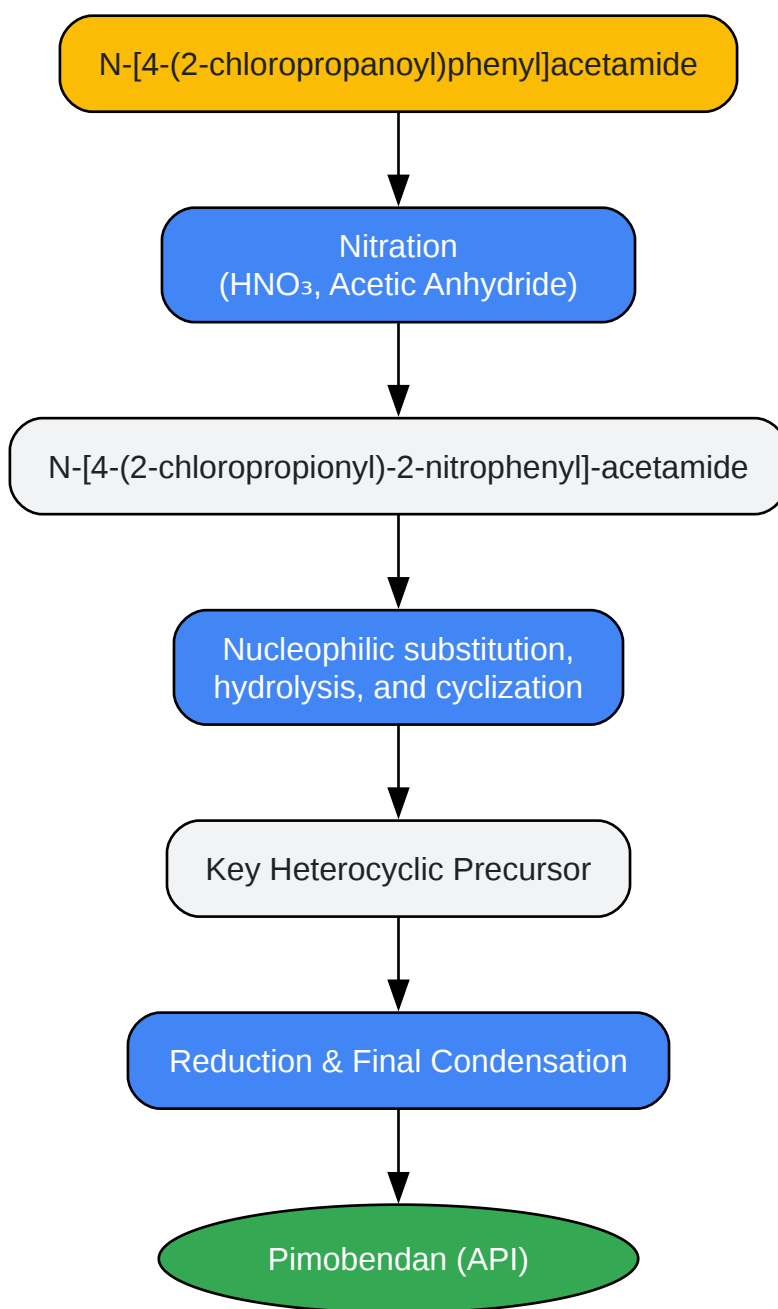 N-[4-(2-chloropropanoyl)phenyl]acetamide
Nitration
(HNO₃, Acetic Anhydride)
N-[4-(2-chloropropionyl)-2-nitrophenyl]-acetamide
Nucleophilic substitution,
hydrolysis, and cyclization
Key Heterocyclic Precursor
Reduction & Final Condensation
Pimobendan (API)